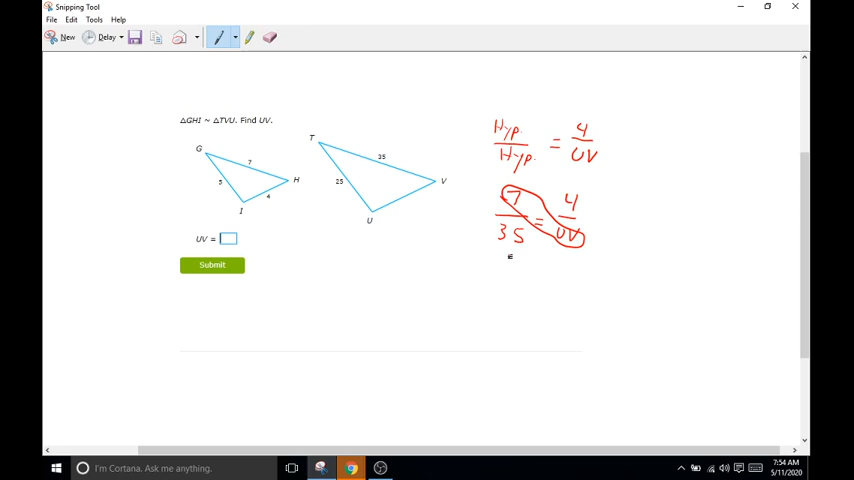 Snipping Tool
File Edit Tools Help
New Delay
△GHI ~ △TVU. Find UV.
Hyp. = 4
Hyp. UV
T
G
7
35
H
V
5
25
4
I
U
7 = 4
35 UV
UV =
Submit
I'm Cortana. Ask me anything.
7:54 AM
5/11/2020